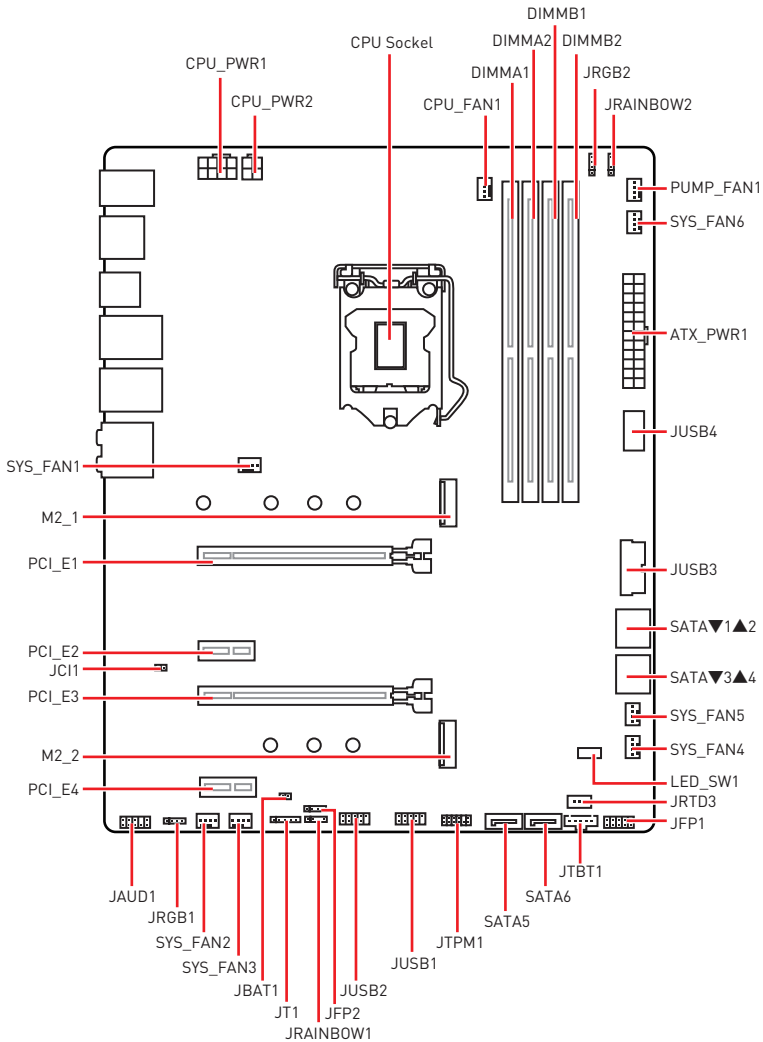 DIMMB1
CPU Sockel
DIMMA2
DIMMB2
CPU_PWR1
DIMMA1
JRGB2
CPU_PWR2
CPU_FAN1
JRAINBOW2
PUMP_FAN1
SYS_FAN6
ATX_PWR1
JUSB4
SYS_FAN1
M2_1
PCI_E1
JUSB3
SATA▼1▲2
PCI_E2
JCI1
SATA▼3▲4
PCI_E3
SYS_FAN5
M2_2
SYS_FAN4
LED_SW1
PCI_E4
JRTD3
JFP1
JTBT1
JAUD1
JRGB1
SATA6
SATA5
SYS_FAN2
JTPM1
SYS_FAN3
JUSB1
JBAT1
JUSB2
JT1
JFP2
JRAINBOW1